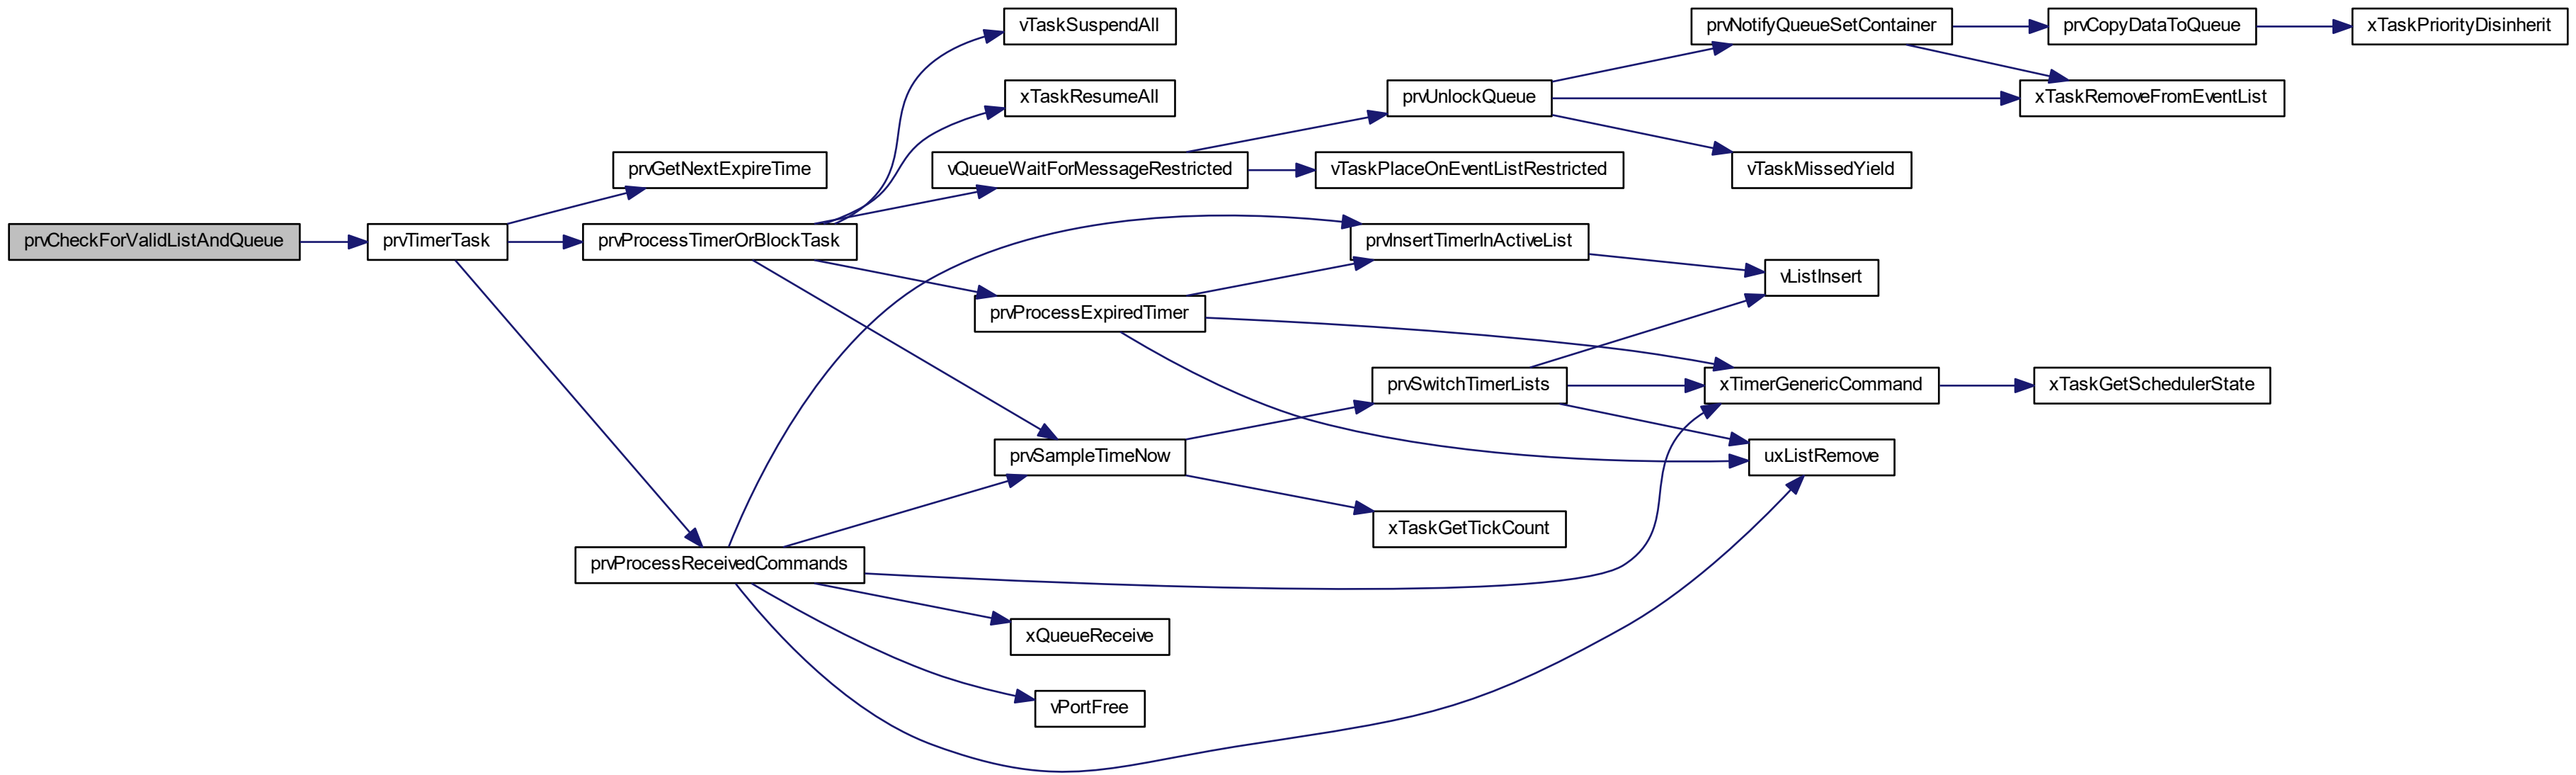 prvCheckForValidListAndQueue
prvTimerTask
prvGetNextExpireTime
prvProcessTimerOrBlockTask
prvProcessReceivedCommands
vTaskSuspendAll
xTaskResumeAll
vQueueWaitForMessageRestricted
prvProcessExpiredTimer
prvSampleTimeNow
xQueueReceive
vPortFree
prvUnlockQueue
vTaskPlaceOnEventListRestricted
prvInsertTimerInActiveList
prvSwitchTimerLists
xTaskGetTickCount
prvNotifyQueueSetContainer
vTaskMissedYield
vListInsert
xTimerGenericCommand
uxListRemove
prvCopyDataToQueue
xTaskRemoveFromEventList
xTaskGetSchedulerState
xTaskPriorityDisinherit